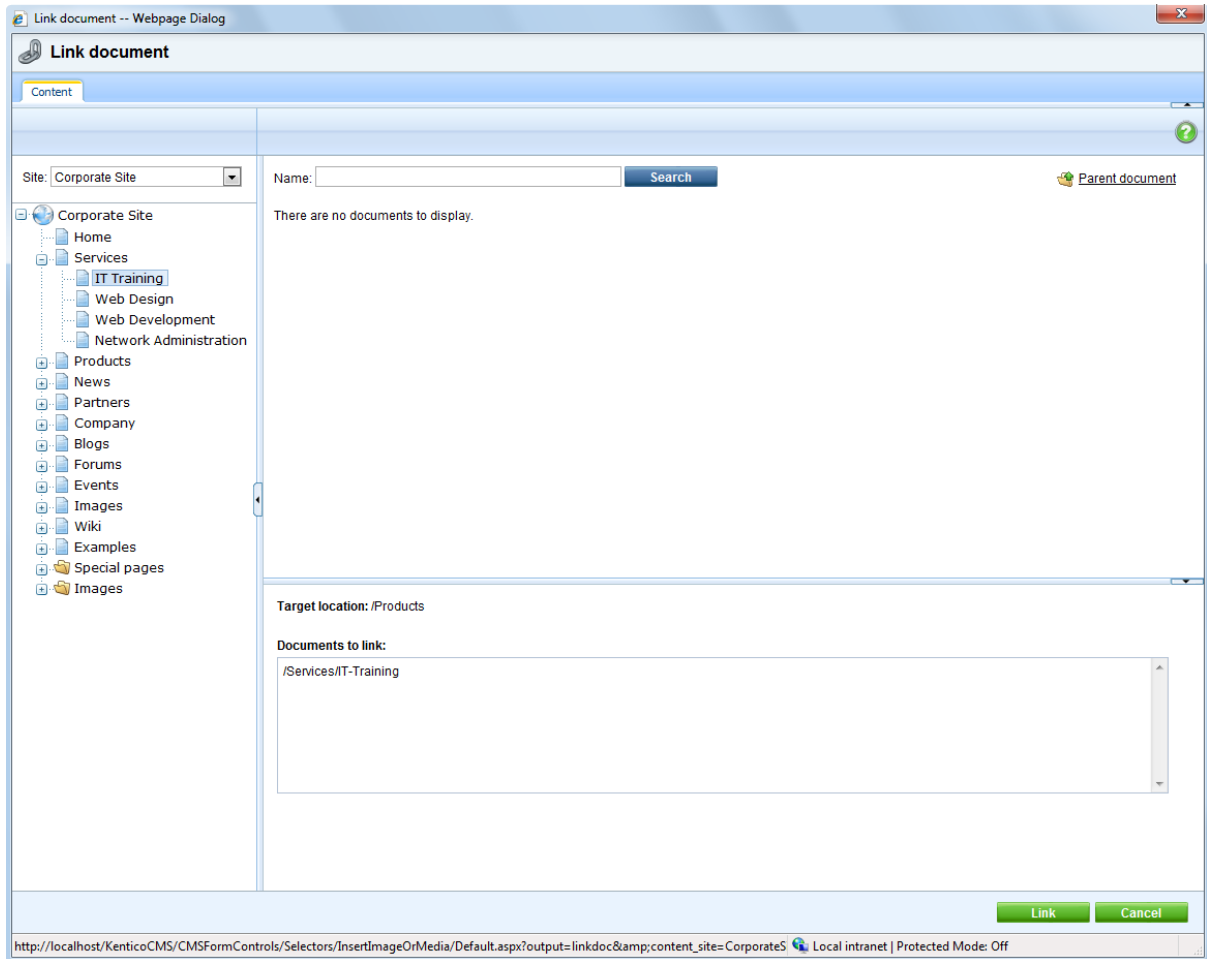 Link document -- Webpage Dialog
Link document
Content
Site: Corporate Site
Name: Search Parent document
There are no documents to display.
Corporate Site
Home
Services
IT Training
Web Design
Web Development
Network Administration
Products
News
Partners
Company
Blogs
Forums
Events
Images
Wiki
Examples
Special pages
Images
Target location: /Products
Documents to link:
/Services/IT-Training
Link Cancel
http://localhost/KenticoCMS/CMSFormControls/Selectors/InsertImageOrMedia/Default.aspx?output=linkdoc&amp;content_site=CorporateS Local intranet | Protected Mode: Off